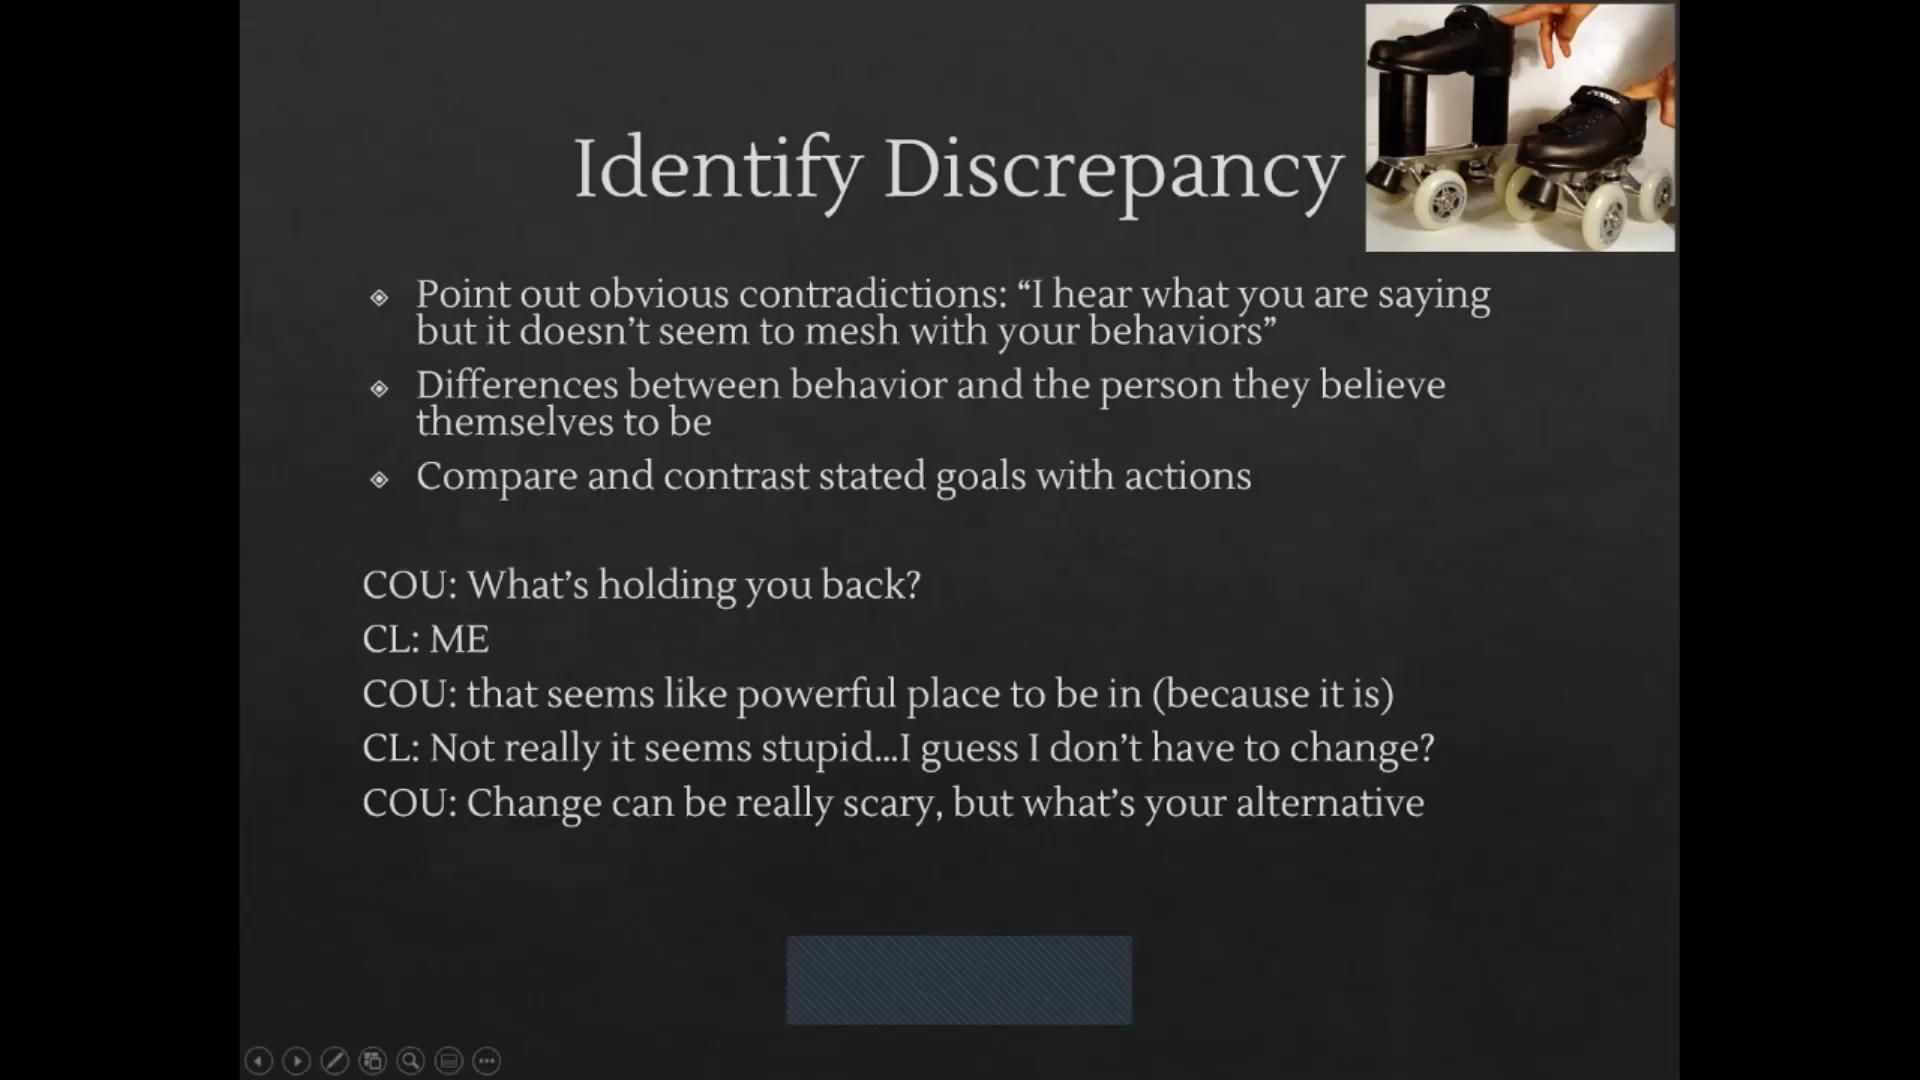 Identify Discrepancy
Point out obvious contradictions: “I hear what you are saying
but it doesn’t seem to mesh with your behaviors”
Differences between behavior and the person they believe
themselves to be
Compare and contrast stated goals with actions
COU: What’s holding you back?
CL: ME
COU: that seems like powerful place to be in (because it is)
CL: Not really it seems stupid...I guess I don’t have to change?
COU: Change can be really scary, but what’s your alternative